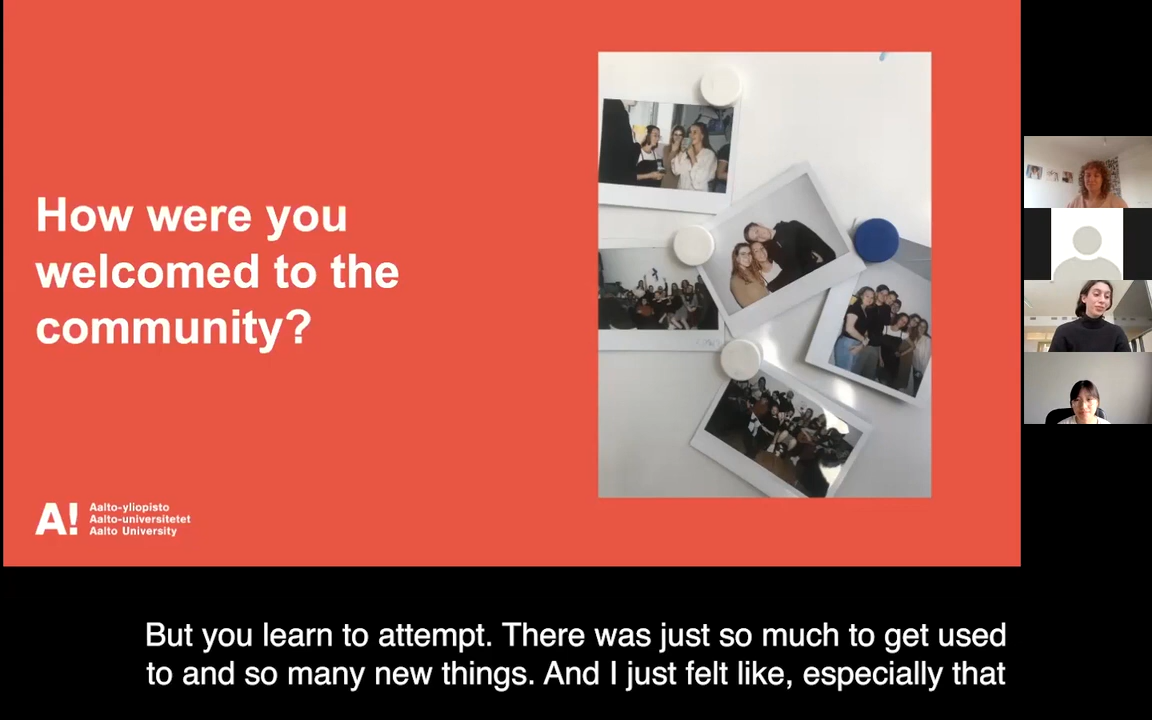 How were you
welcomed to the
community?
A!
Aalto-yliopisto
Aalto-universitetet
Aalto University
But you learn to attempt. There was just so much to get used
to and so many new things. And I just felt like, especially that